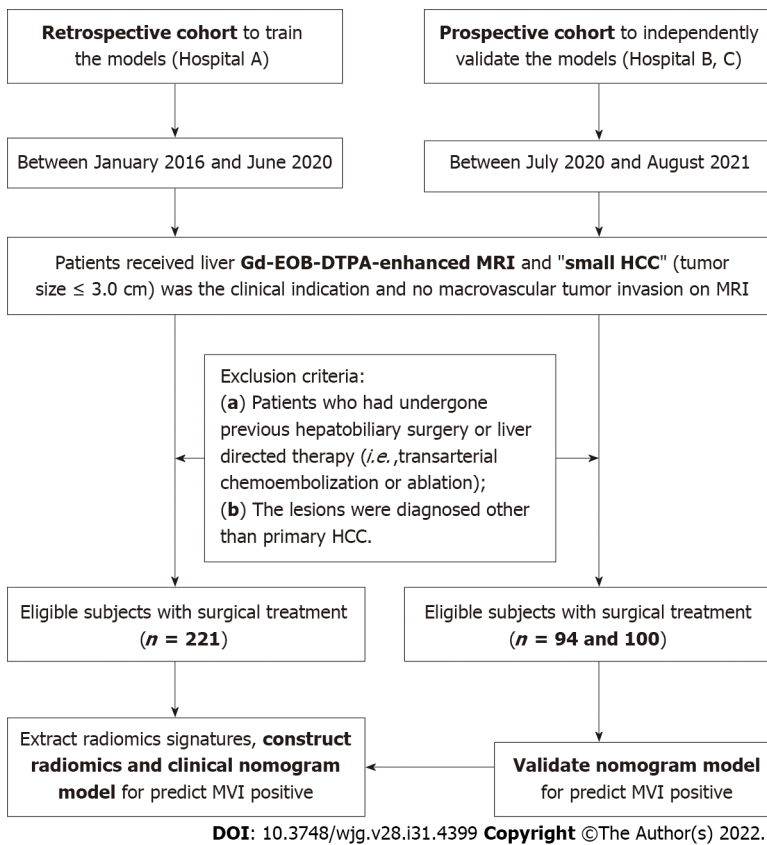 Retrospective cohort to train
the models (Hospital A)
Prospective cohort to independently
validate the models (Hospital B, C)
Between January 2016 and June 2020
Between July 2020 and August 2021
Patients received liver Gd-EOB-DTPA-enhanced MRI and "small HCC" (tumor
size ≤ 3.0 cm) was the clinical indication and no macrovascular tumor invasion on MRI
Exclusion criteria:
(a) Patients who had undergone
previous hepatobiliary surgery or liver
directed therapy (i.e.,transarterial
chemoembolization or ablation);
(b) The lesions were diagnosed other
than primary HCC.
Eligible subjects with surgical treatment
(n = 221)
Eligible subjects with surgical treatment
(n = 94 and 100)
Extract radiomics signatures, construct
radiomics and clinical nomogram
model for predict MVI positive
Validate nomogram model
for predict MVI positive
DOI: 10.3748/wjg.v28.i31.4399 Copyright ©The Author(s) 2022.